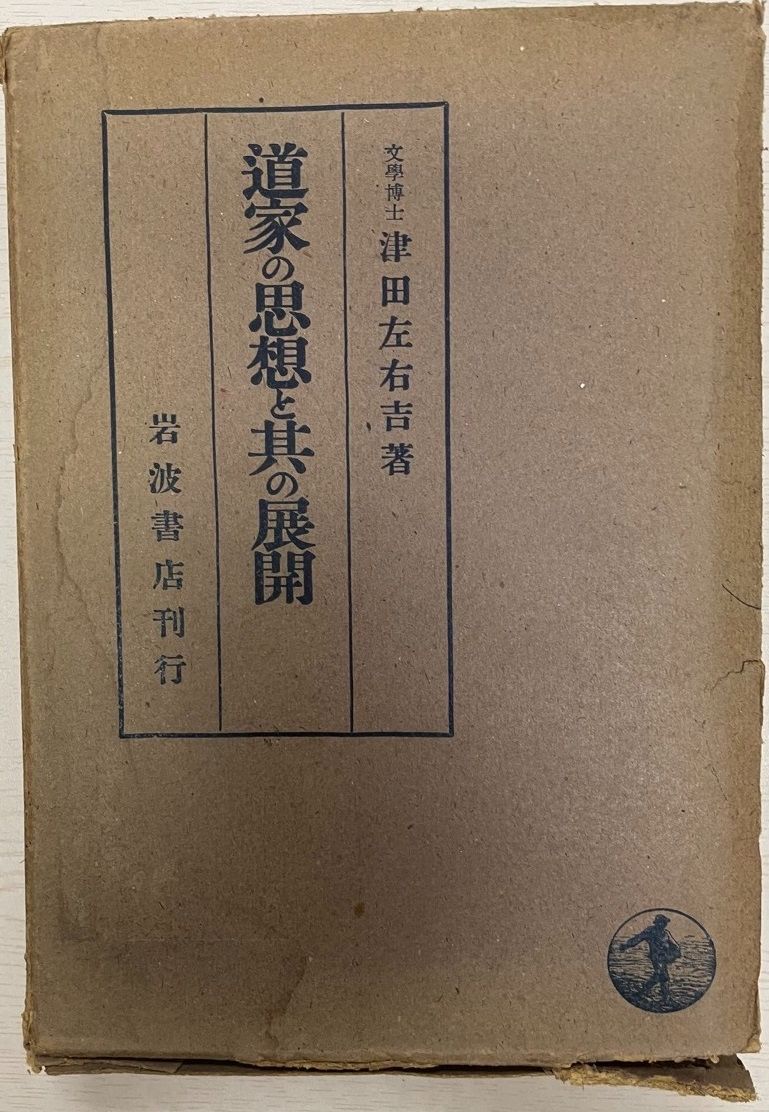 文學博士 津田左右吉著
道家の思想と其の展開
岩波書店刊行